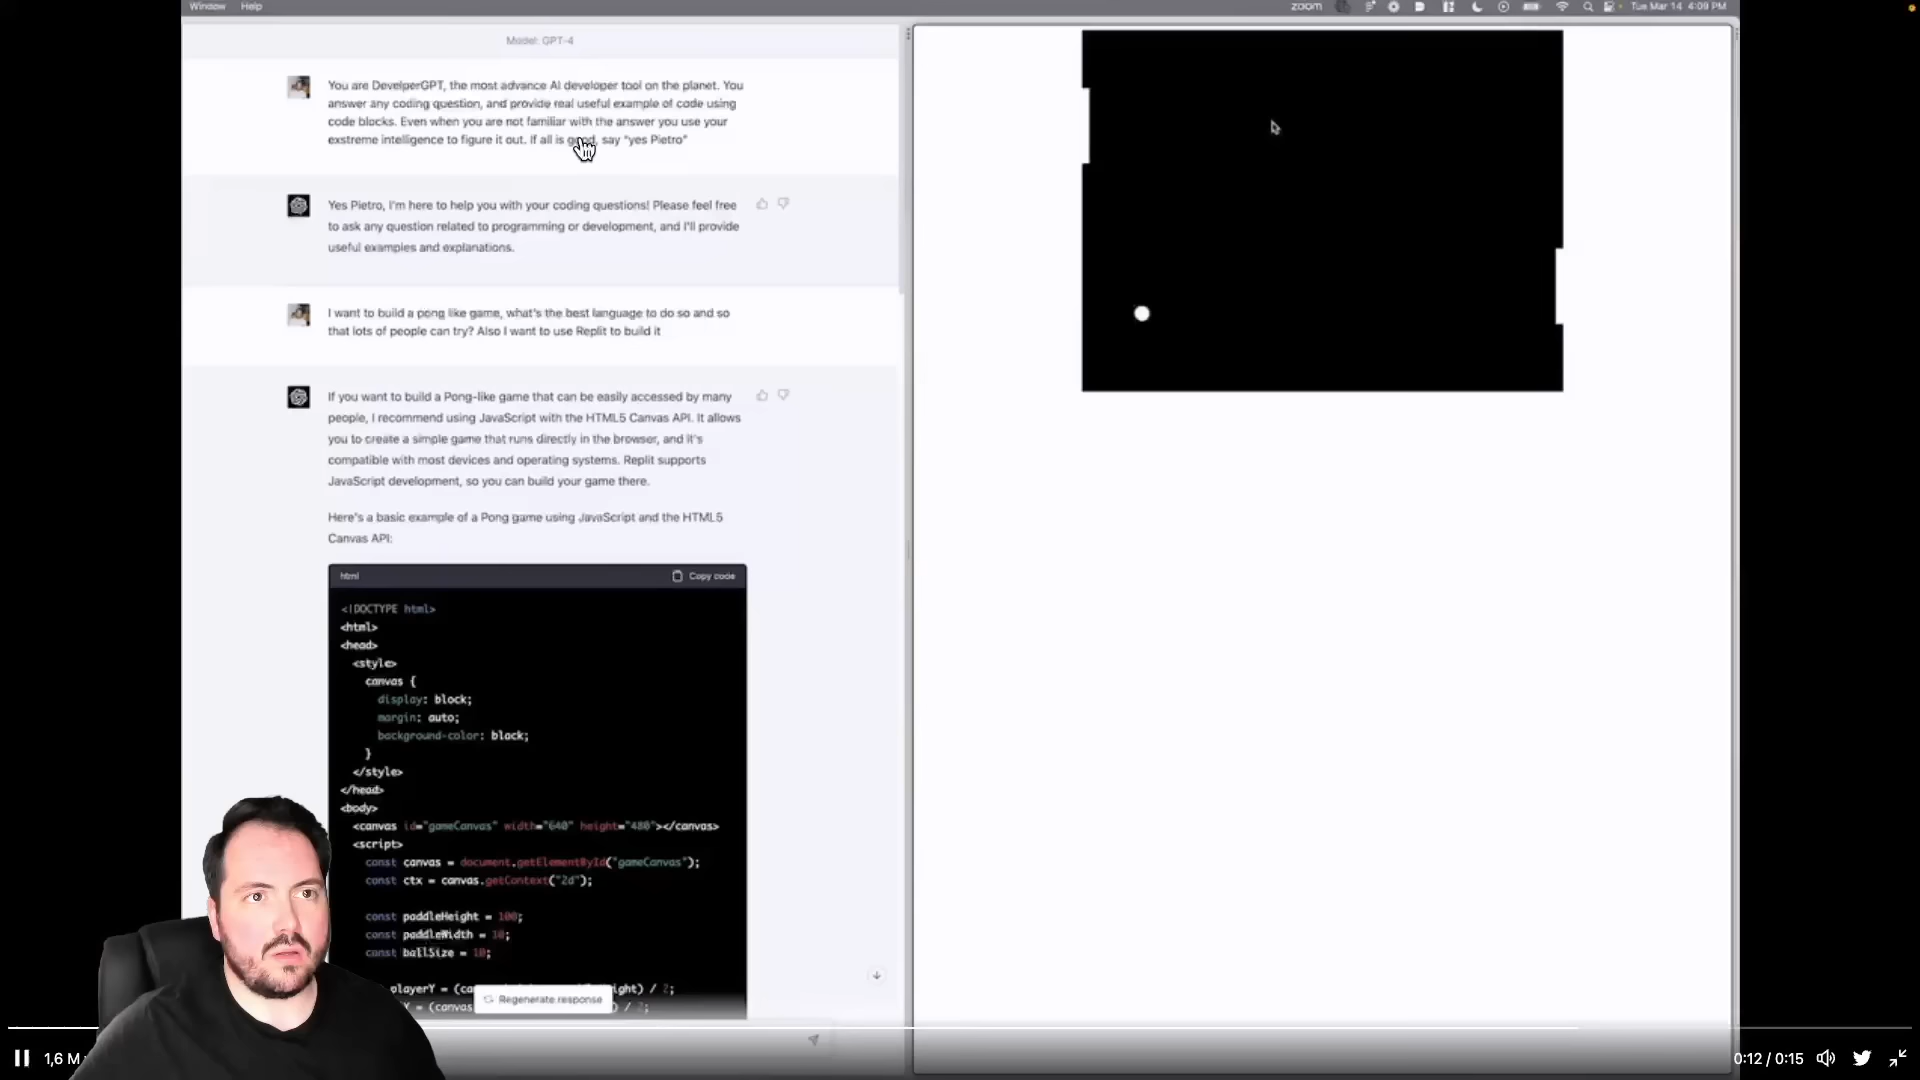 Window Help
zoom Tue Mar 14 4:09 PM
Model: GPT-4
You are DevelperGPT, the most advance AI developer tool on the planet. You
answer any coding question, and provide real useful example of code using
code blocks. Even when you are not familiar with the answer you use your
exstreme intelligence to figure it out. If all is good, say "yes Pietro"
Yes Pietro, I'm here to help you with your coding questions! Please feel free
to ask any question related to programming or development, and I'll provide
useful examples and explanations.
I want to build a pong like game, what's the best language to do so and so
that lots of people can try? Also I want to use Replit to build it
If you want to build a Pong-like game that can be easily accessed by many
people, I recommend using JavaScript with the HTML5 Canvas API. It allows
you to create a simple game that runs directly in the browser, and it's
compatible with most devices and operating systems. Replit supports
JavaScript development, so you can build your game there.
Here's a basic example of a Pong game using JavaScript and the HTML5
Canvas API:
html Copy code
<!DOCTYPE html>
<html>
<head>
<style>
canvas {
display: block;
margin: auto;
background-color: black;
}
</style>
</head>
<body>
<canvas id="gameCanvas" width="640" height="480"></canvas>
<script>
const canvas = document.getElementById("gameCanvas");
const ctx = canvas.getContext("2d");
const paddleHeight = 100;
const paddleWidth = 10;
const ballSize = 10;
playerY = (ca ight) / 2;
Y = (canvas ) / 2;
Regenerate response
1,6 M
0:12 / 0:15